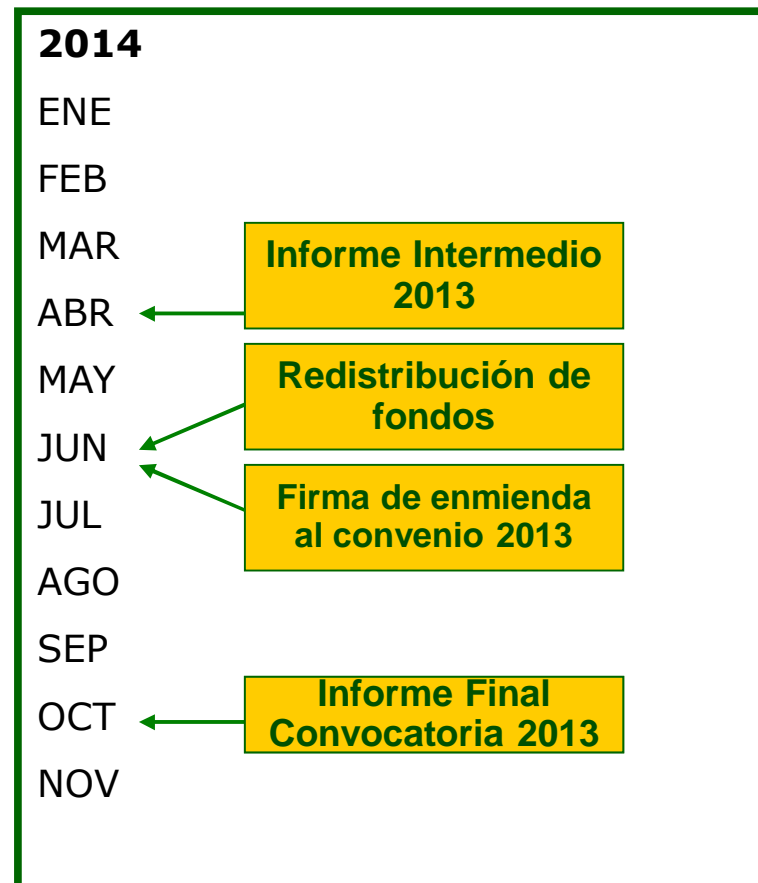 2014
ENE
FEB
MAR
ABR
MAY
JUN
JUL
AGO
SEP
OCT
NOV
Informe Intermedio
2013
Redistribución de
fondos
Firma de enmienda
al convenio 2013
Informe Final
Convocatoria 2013